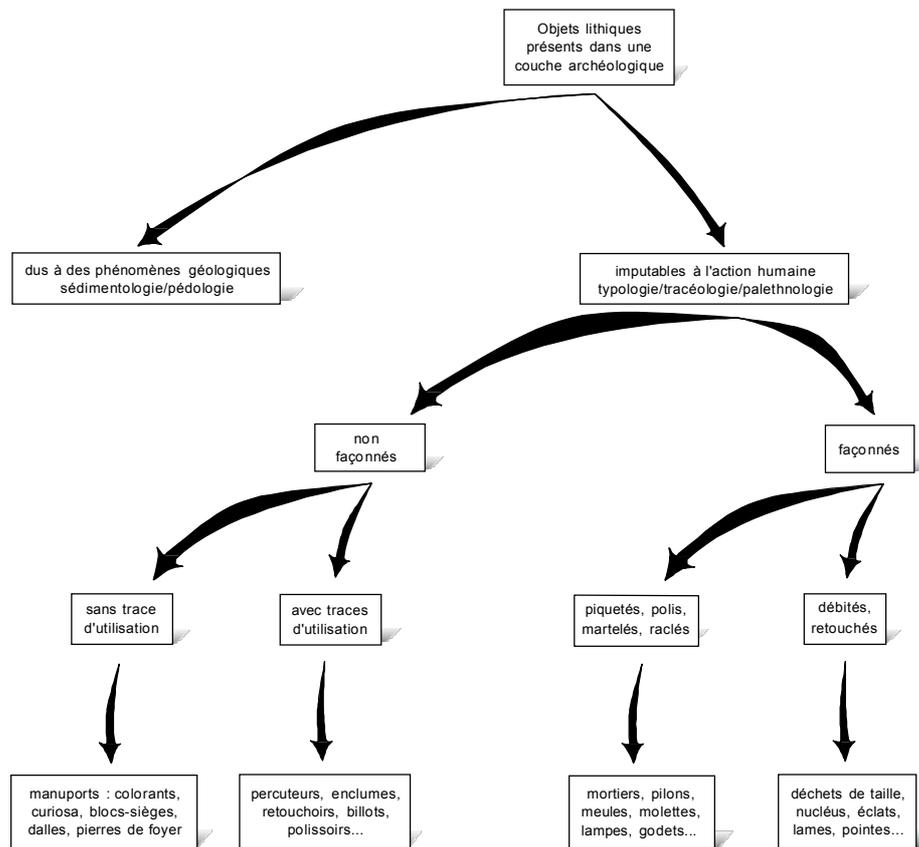 Objets lithiques
présents dans une
couche archéologique
dus à des phénomènes géologiques
sédimentologie/pédologie
imputables à l'action humaine
typologie/tracéologie/palethnologie
non
façonnés
façonnés
sans trace
d'utilisation
avec traces
d'utilisation
piquetés, polis,
martelés, raclés
débités,
retouchés
manuports : colorants,
curiosa, blocs-sièges,
dalles, pierres de foyer
percuteurs, enclumes,
retouchoirs, billots,
polissoirs...
mortiers, pilons,
meules, molettes,
lampes, godets...
déchets de taille,
nucléus, éclats,
lames, pointes...